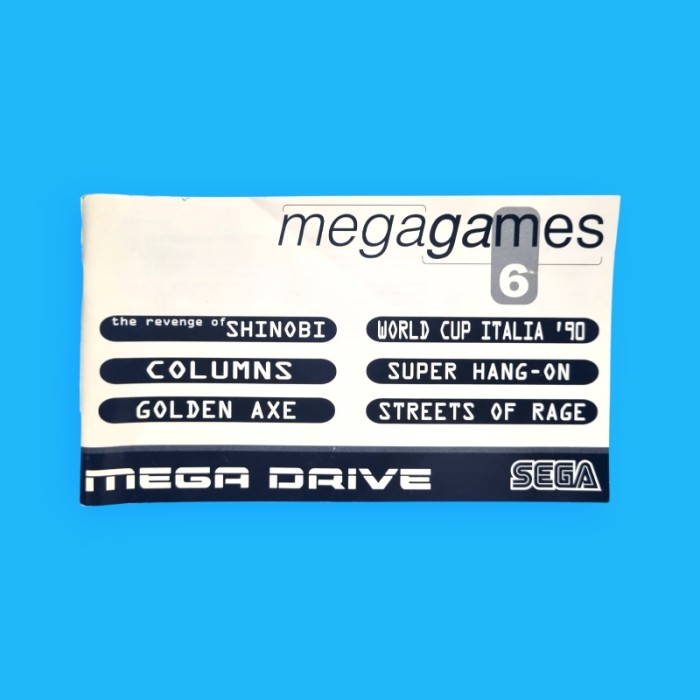 megagames
6
the revenge of SHINOBI
COLUMNS
GOLDEN AXE
WORLD CUP ITALIA '90
SUPER HANG-ON
STREETS OF RAGE
MEGA DRIVE
SEGA